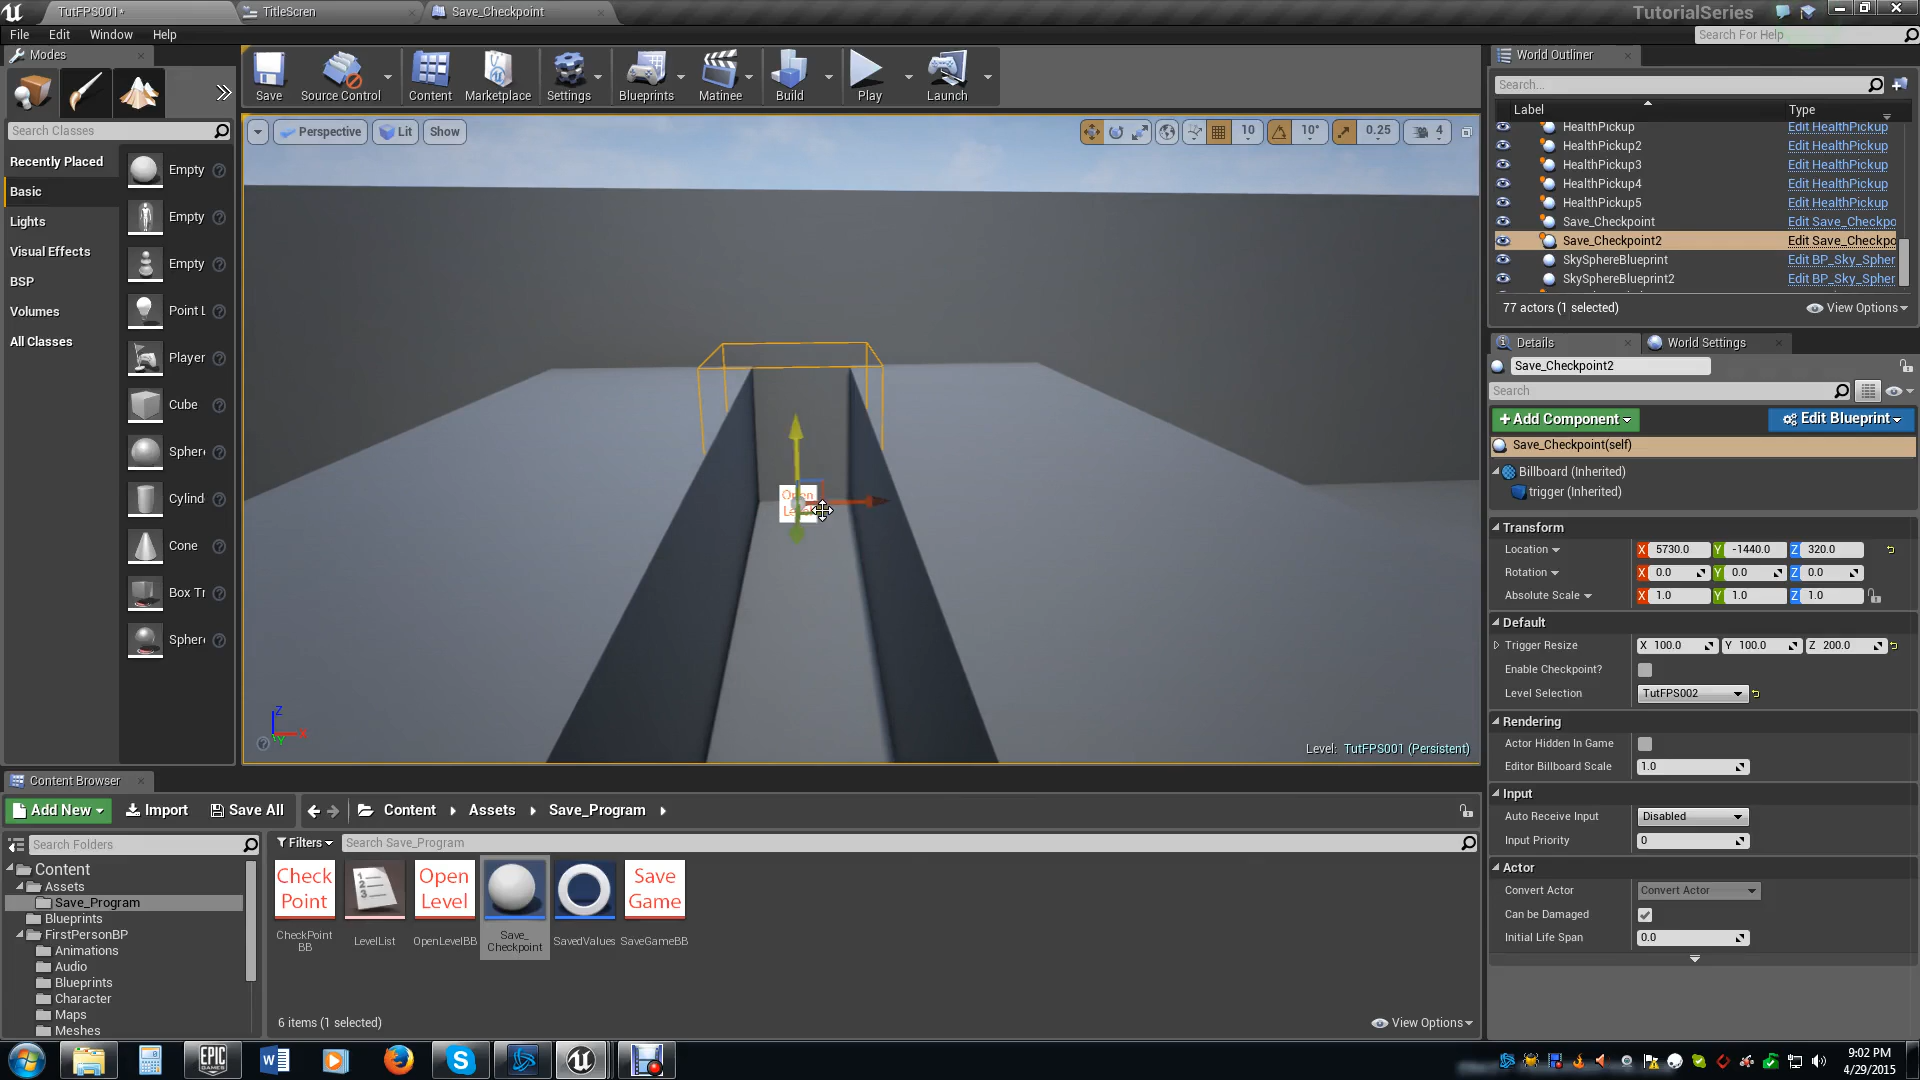 TutFPS001*
TitleScren
Save_Checkpoint
TutorialSeries
File
Edit
Window
Help
Search For Help
Modes
Save
Source Control
Content
Marketplace
Settings
Blueprints
Matinee
Build
Play
Launch
Search Classes
Recently Placed
Basic
Lights
Visual Effects
BSP
Volumes
All Classes
Empty
Empty
Empty
Point L
Player
Cube
Spher
Cylind
Cone
Box Tr
Spher
Perspective
Lit
Show
10
10°
0.25
4
Open
Level: TutFPS001 (Persistent)
Z
X
Y
World Outliner
Search...
Label
Type
HealthPickup
Edit HealthPickup
HealthPickup2
Edit HealthPickup
HealthPickup3
Edit HealthPickup
HealthPickup4
Edit HealthPickup
HealthPickup5
Edit HealthPickup
Save_Checkpoint
Edit Save_Checkpo
Save_Checkpoint2
Edit Save_Checkpo
SkySphereBlueprint
Edit BP_Sky_Spher
SkySphereBlueprint2
Edit BP_Sky_Spher
77 actors (1 selected)
View Options
Details
World Settings
Save_Checkpoint2
Search
Add Component
Edit Blueprint
Save_Checkpoint(self)
Billboard (Inherited)
trigger (Inherited)
Transform
Location X 5730.0 Y -1440.0 Z 320.0
Rotation X 0.0 Y 0.0 Z 0.0
Absolute Scale X 1.0 Y 1.0 Z 1.0
Default
Trigger Resize X 100.0 Y 100.0 Z 200.0
Enable Checkpoint?
Level Selection TutFPS002
Rendering
Actor Hidden In Game
Editor Billboard Scale 1.0
Input
Auto Receive Input Disabled
Input Priority 0
Actor
Convert Actor Convert Actor
Can be Damaged
Initial Life Span 0.0
Content Browser
Add New
Import
Save All
Content
Assets
Save_Program
Search Folders
Filters
Search Save_Program
Content
Assets
Save_Program
Blueprints
FirstPersonBP
Animations
Audio
Blueprints
Character
Maps
Meshes
Check
Point
CheckPoint
BB
1
2
3
LevelList
Open
Level
OpenLevelBB
Save_
Checkpoint
SavedValues
Save
Game
SaveGameBB
6 items (1 selected)
View Options
EPIC
GAMES
9:02 PM
4/29/2015